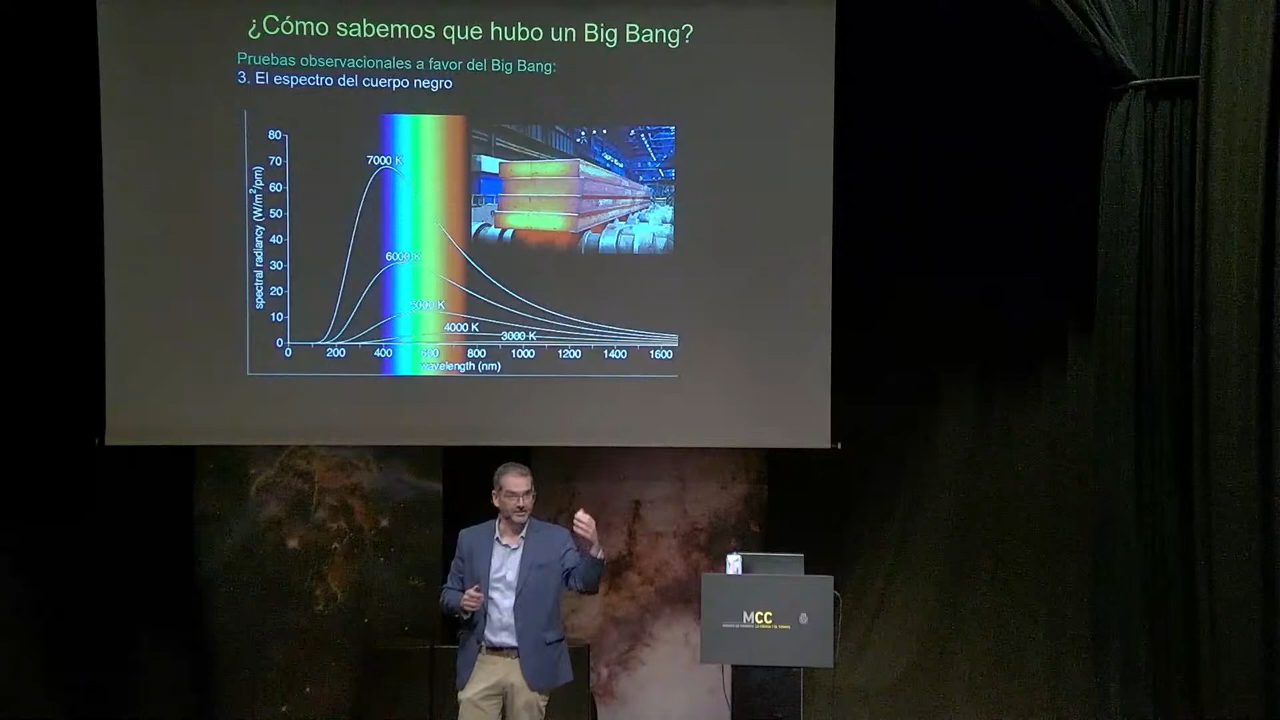 ¿Cómo sabemos que hubo un Big Bang?
Pruebas observacionales a favor del Big Bang:
3. El espectro del cuerpo negro
spectral radiancy (W/m²/μm)
80
70
60
50
40
30
20
10
0
7000 K
6000 K
5000 K
4000 K
3000 K
0 200 400 600 800 1000 1200 1400 1600
wavelength (nm)
MCC